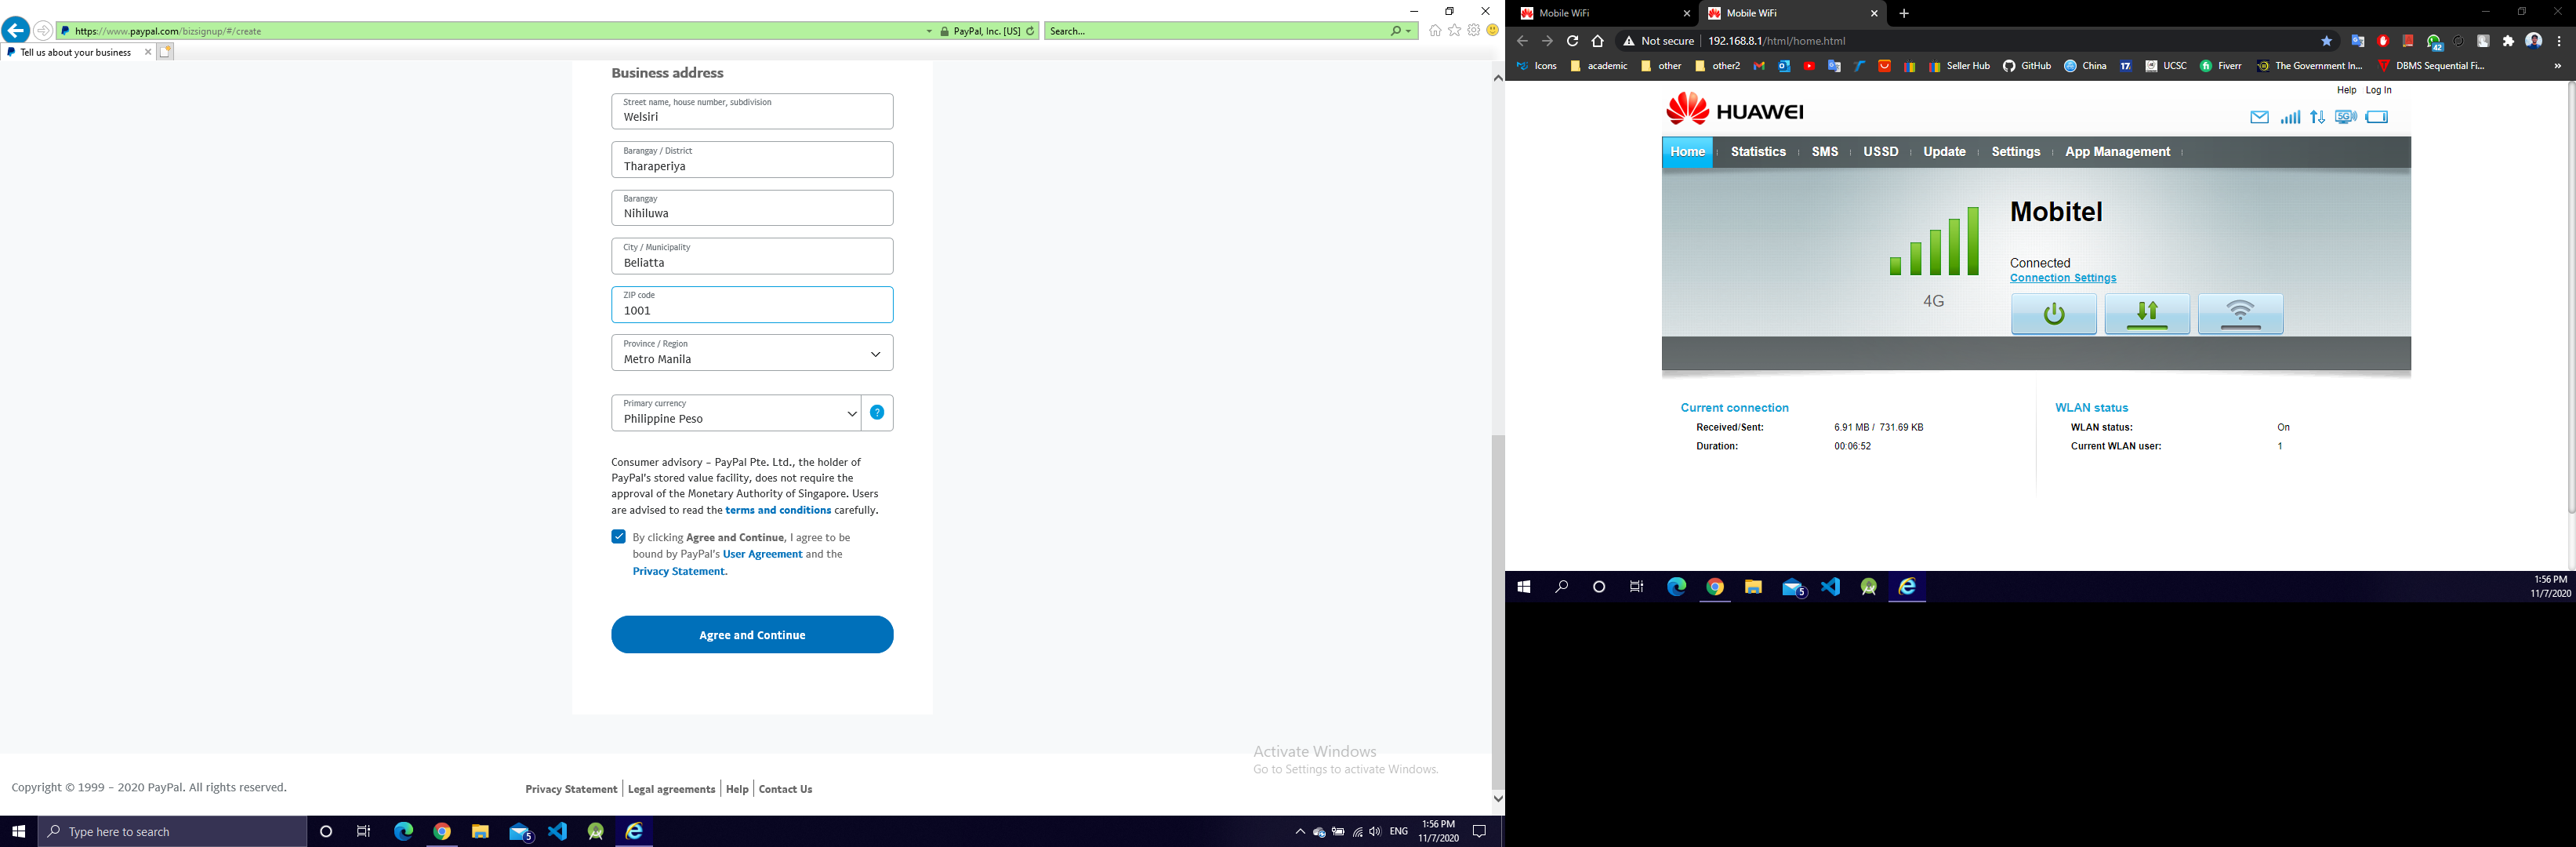 https://www.paypal.com/bizsignup/#/create
PayPal, Inc. [US]
Search...
Tell us about your business
Business address
Street name, house number, subdivision
Welsiri
Barangay / District
Tharaperiya
Barangay
Nihiluwa
City / Municipality
Beliatta
ZIP code
1001
Province / Region
Metro Manila
Primary currency
Philippine Peso
?
Consumer advisory – PayPal Pte. Ltd., the holder of
PayPal's stored value facility, does not require the
approval of the Monetary Authority of Singapore. Users
are advised to read the terms and conditions carefully.
By clicking Agree and Continue, I agree to be
bound by PayPal's User Agreement and the
Privacy Statement.
Agree and Continue
Activate Windows
Go to Settings to activate Windows.
Copyright © 1999 – 2020 PayPal. All rights reserved.
Privacy Statement | Legal agreements | Help | Contact Us
Type here to search
5
ENG
1:56 PM
11/7/2020
Mobile WiFi
Mobile WiFi
Not secure
192.168.8.1/html/home.html
42
Icons
academic
other
other2
17
Seller Hub
GitHub
China
17
UCSC
Fiverr
The Government In...
DBMS Sequential Fi...
»
Help
Log In
HUAWEI
5G
Home
Statistics
SMS
USSD
Update
Settings
App Management
Mobitel
Connected
Connection Settings
4G
Current connection
Received/Sent: 6.91 MB / 731.69 KB
Duration: 00:06:52
WLAN status
WLAN status: On
Current WLAN user: 1
5
1:56 PM
11/7/2020